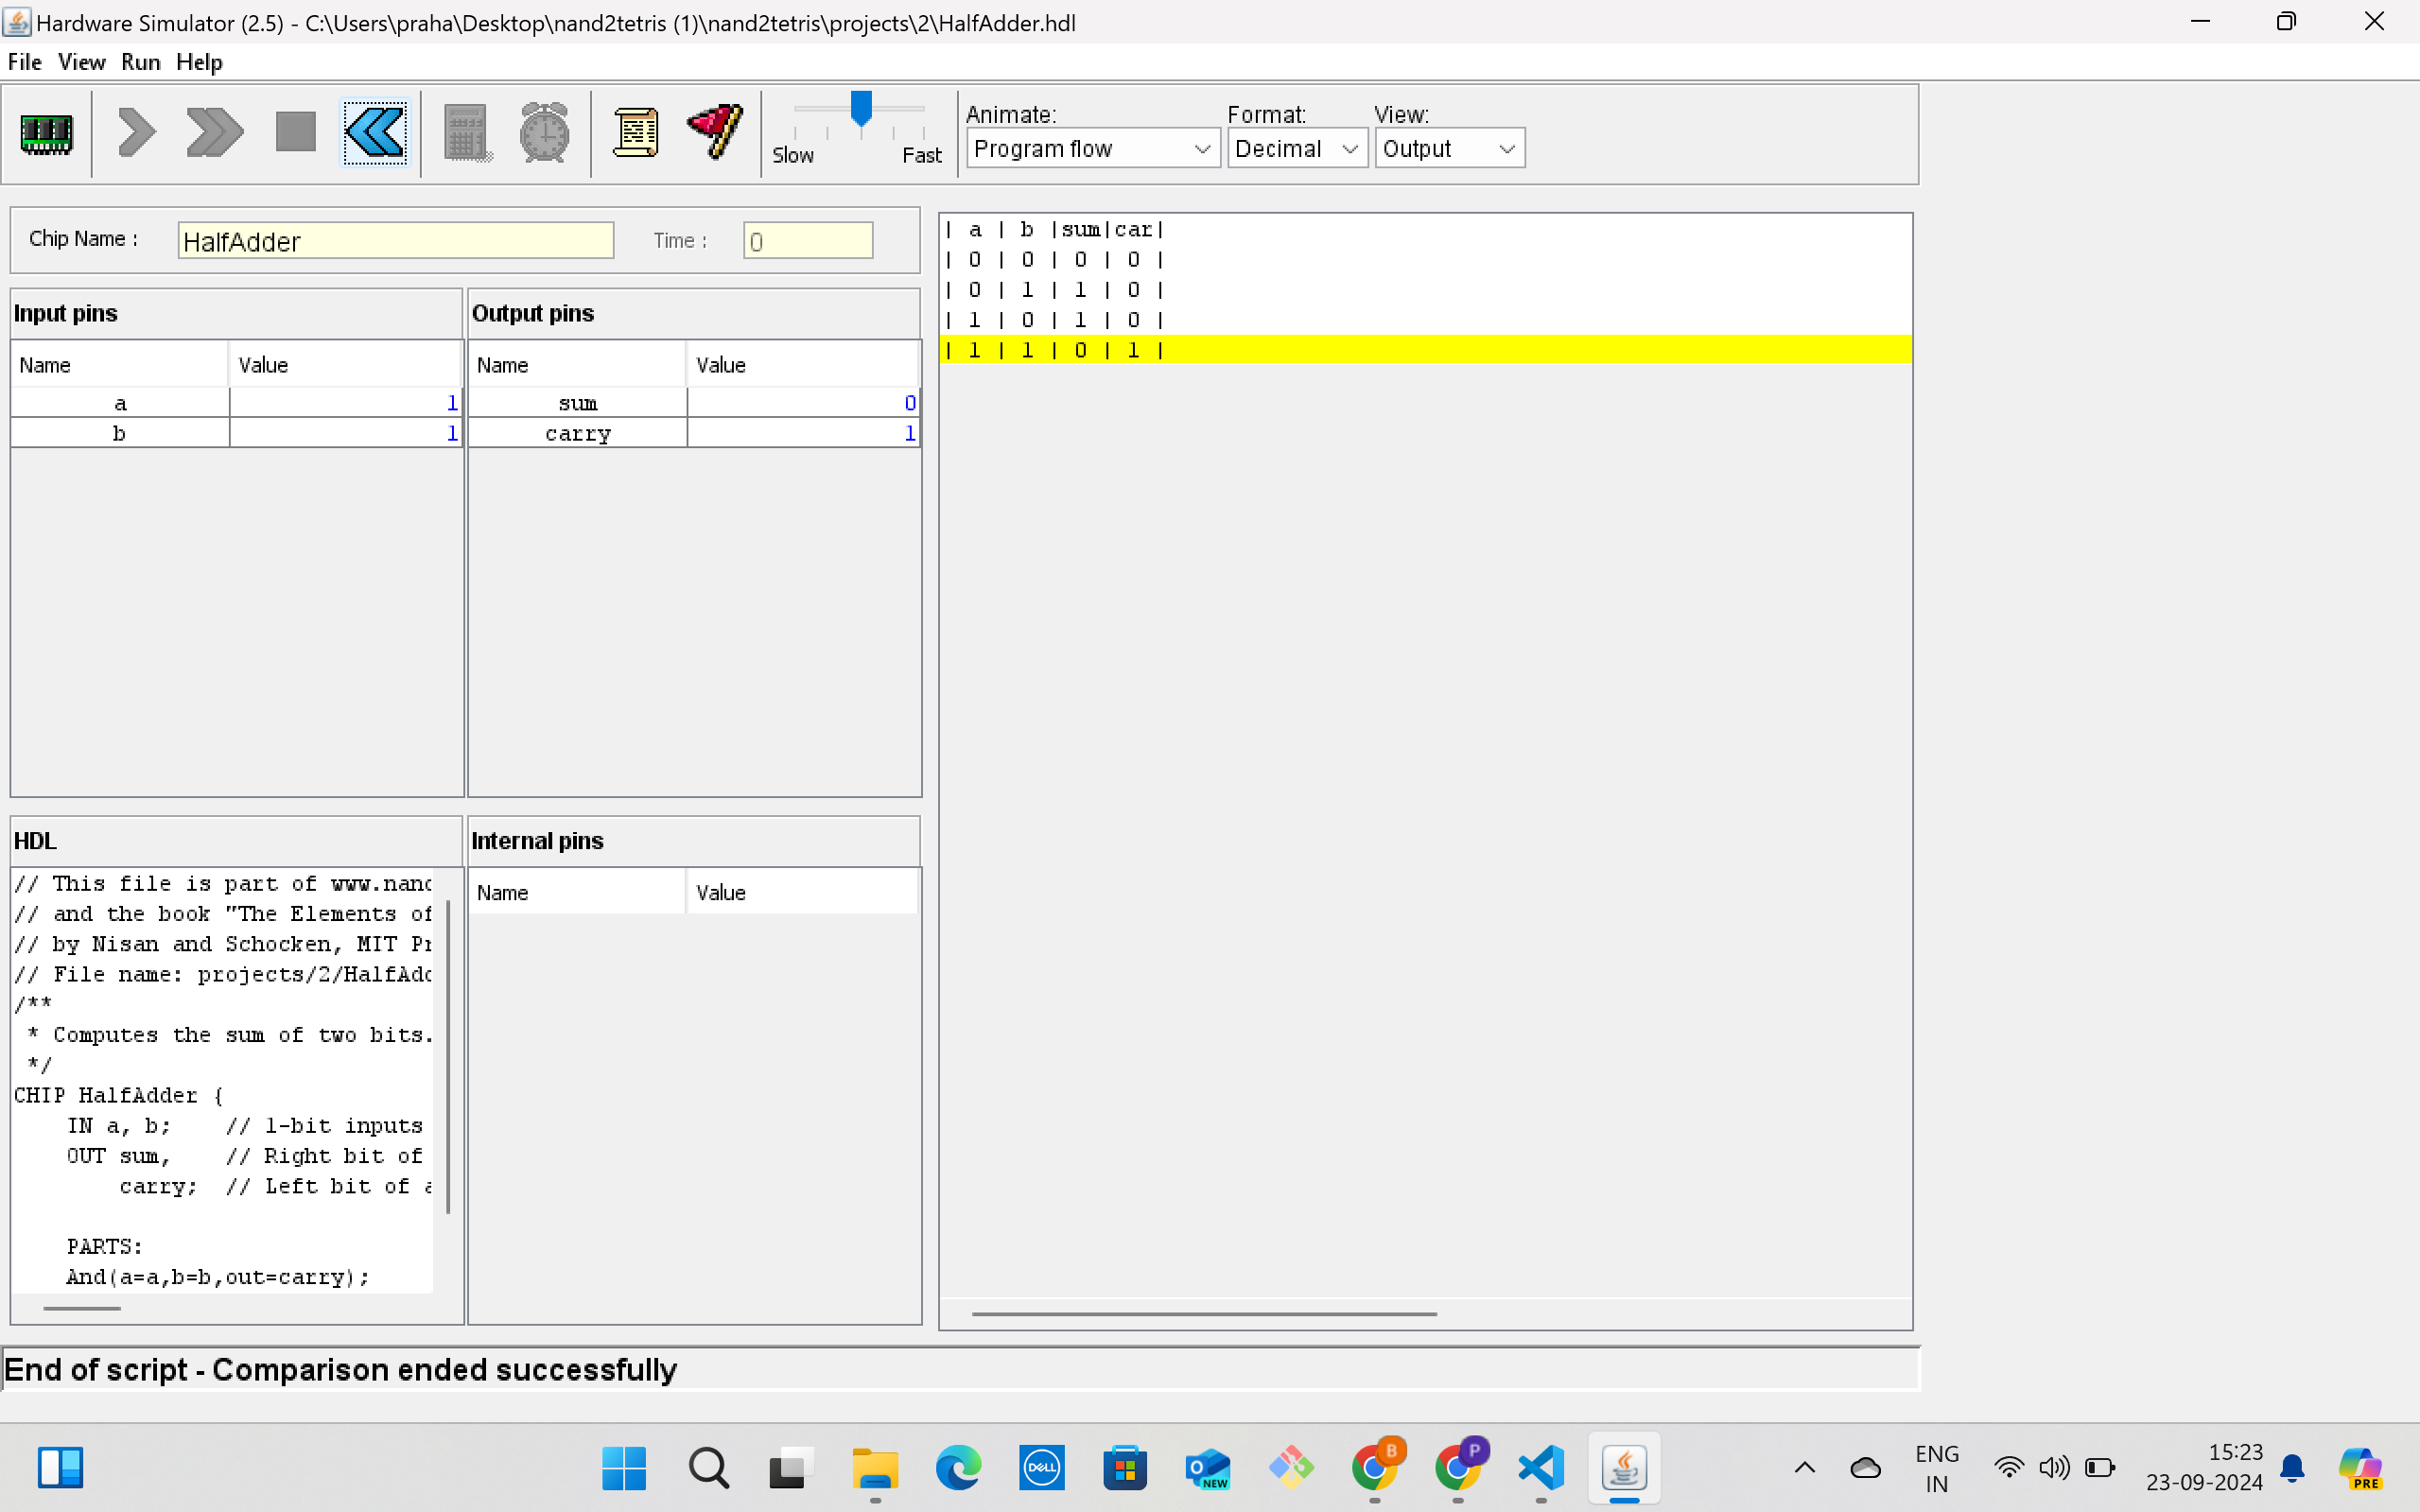 Hardware Simulator (2.5) - C:\Users\praha\Desktop\nand2tetris (1)\nand2tetris\projects\2\HalfAdder.hdl
File View Run Help
Slow Fast
Animate: Format: View:
Program flow Decimal Output
Chip Name : HalfAdder Time : 0
Input pins
Name Value
a 1
b 1
Output pins
Name Value
sum 0
carry 1
| a | b |sum|car|
| 0 | 0 | 0 | 0 |
| 0 | 1 | 1 | 0 |
| 1 | 0 | 1 | 0 |
| 1 | 1 | 0 | 1 |
HDL
// This file is part of www.nand
// and the book "The Elements of
// by Nisan and Schocken, MIT Pr
// File name: projects/2/HalfAdd
/**
* Computes the sum of two bits.
*/
CHIP HalfAdder {
IN a, b; // 1-bit inputs
OUT sum, // Right bit of
carry; // Left bit of a
PARTS:
And(a=a,b=b,out=carry);
Internal pins
Name Value
End of script - Comparison ended successfully
DELL
O
NEW
B
P
ENG
IN
15:23
23-09-2024
PRE